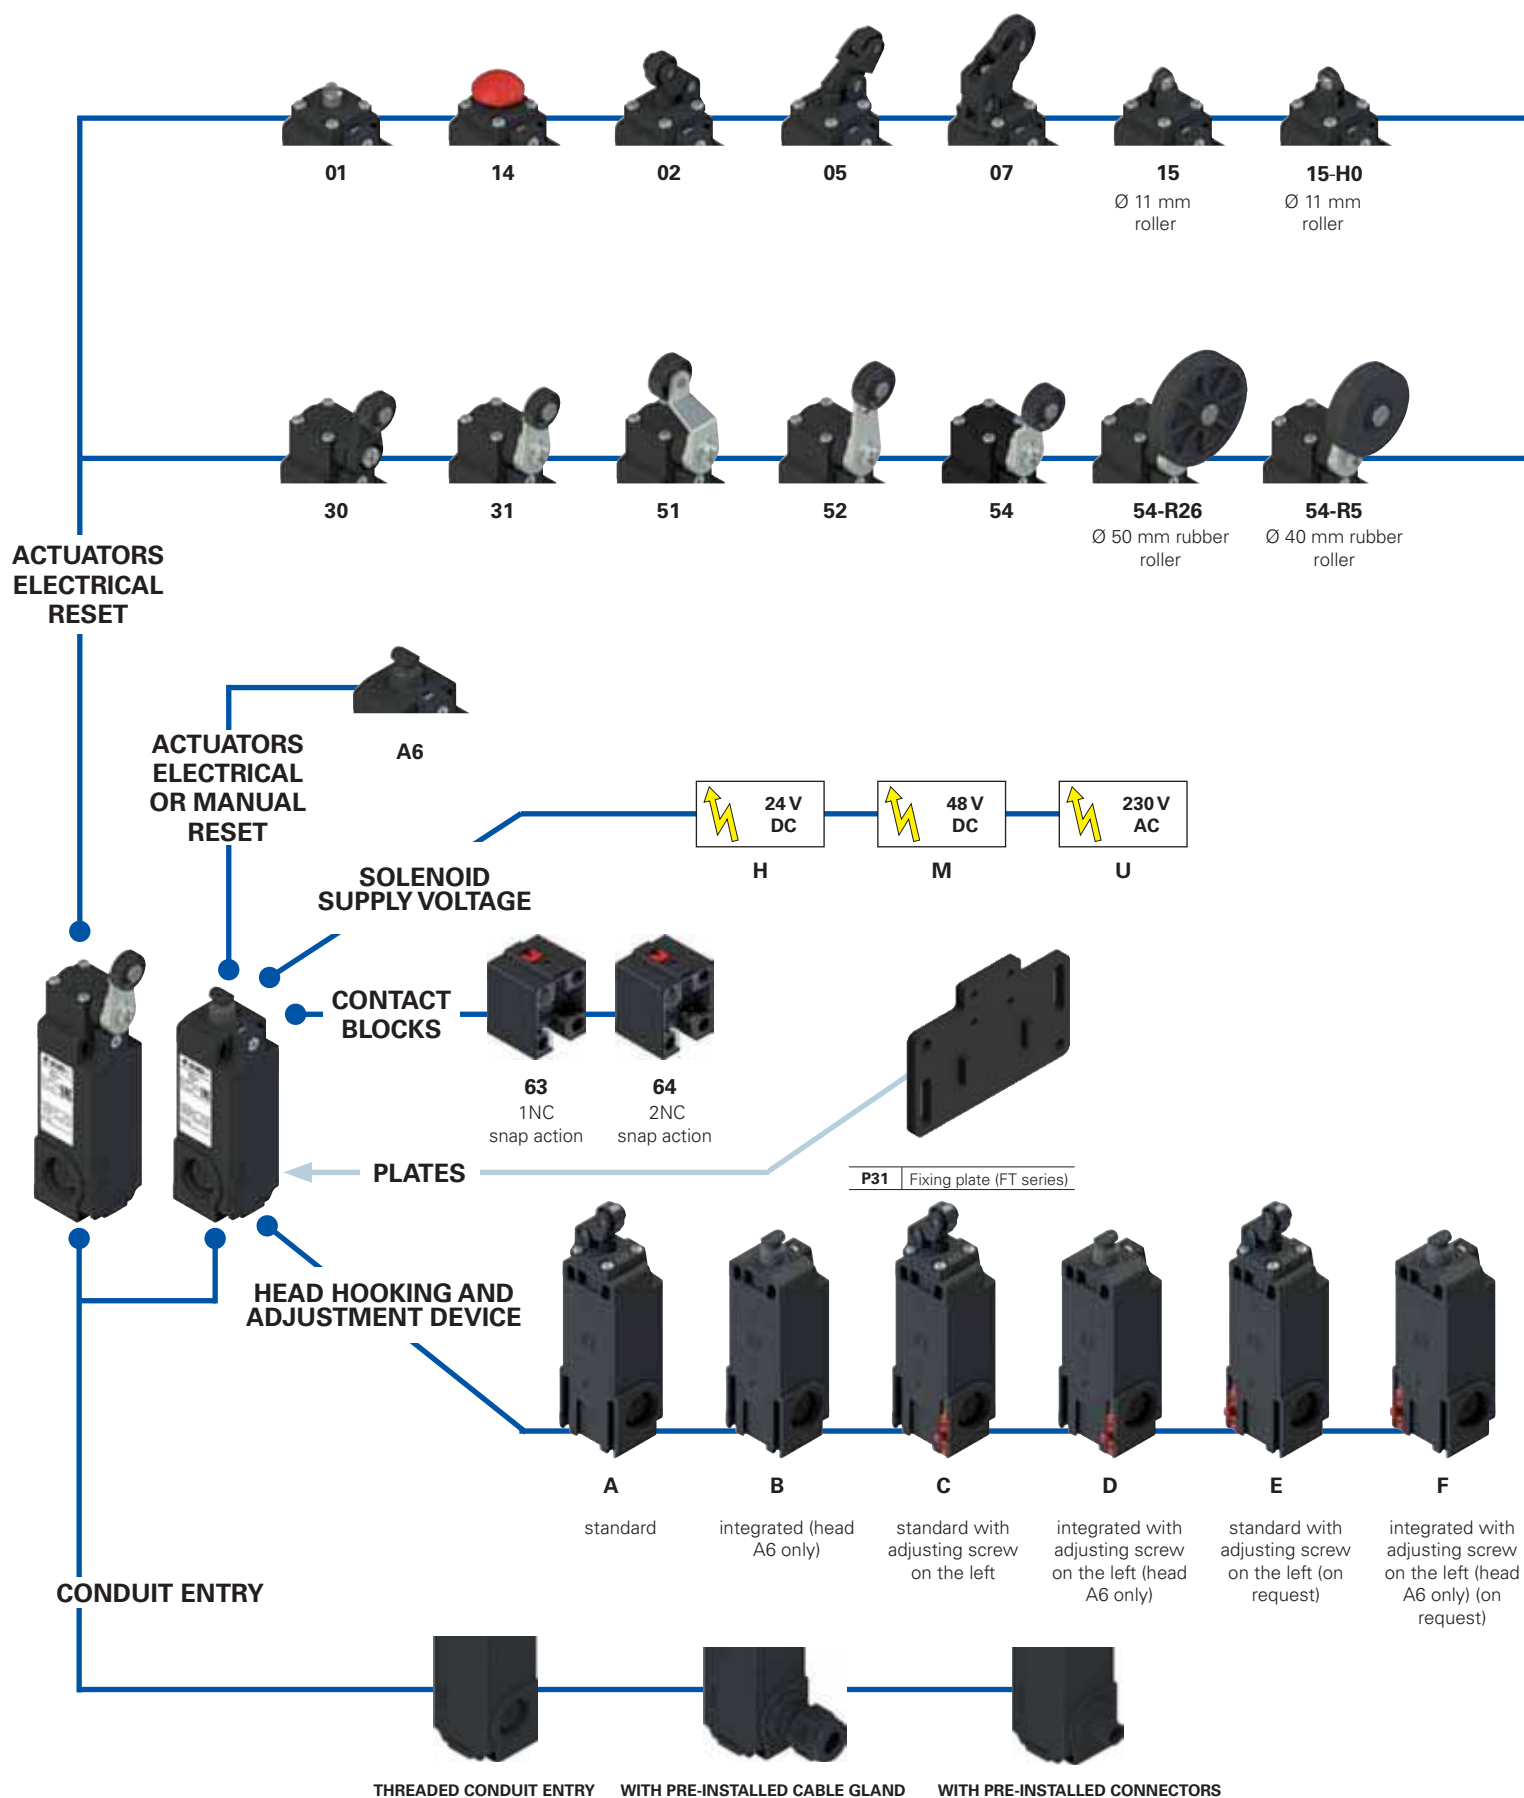 01
14
02
05
07
15
15-H0
Ø 11 mm
roller
Ø 11 mm
roller
30
31
51
52
54
54-R26
54-R5
Ø 50 mm rubber
roller
Ø 40 mm rubber
roller
ACTUATORS
ELECTRICAL
RESET
A6
ACTUATORS
ELECTRICAL
OR MANUAL
RESET
24 V
DC
48 V
DC
230 V
AC
H
M
U
SOLENOID
SUPPLY VOLTAGE
CONTACT
BLOCKS
63
1NC
snap action
64
2NC
snap action
PLATES
P31 Fixing plate (FT series)
HEAD HOOKING AND
ADJUSTMENT DEVICE
A
standard
B
integrated (head
A6 only)
C
standard with
adjusting screw
on the left
D
integrated with
adjusting screw
on the left (head
A6 only)
E
standard with
adjusting screw
on the left (on
request)
F
integrated with
adjusting screw
on the left (head
A6 only) (on
request)
CONDUIT ENTRY
THREADED CONDUIT ENTRY
WITH PRE-INSTALLED CABLE GLAND
WITH PRE-INSTALLED CONNECTORS